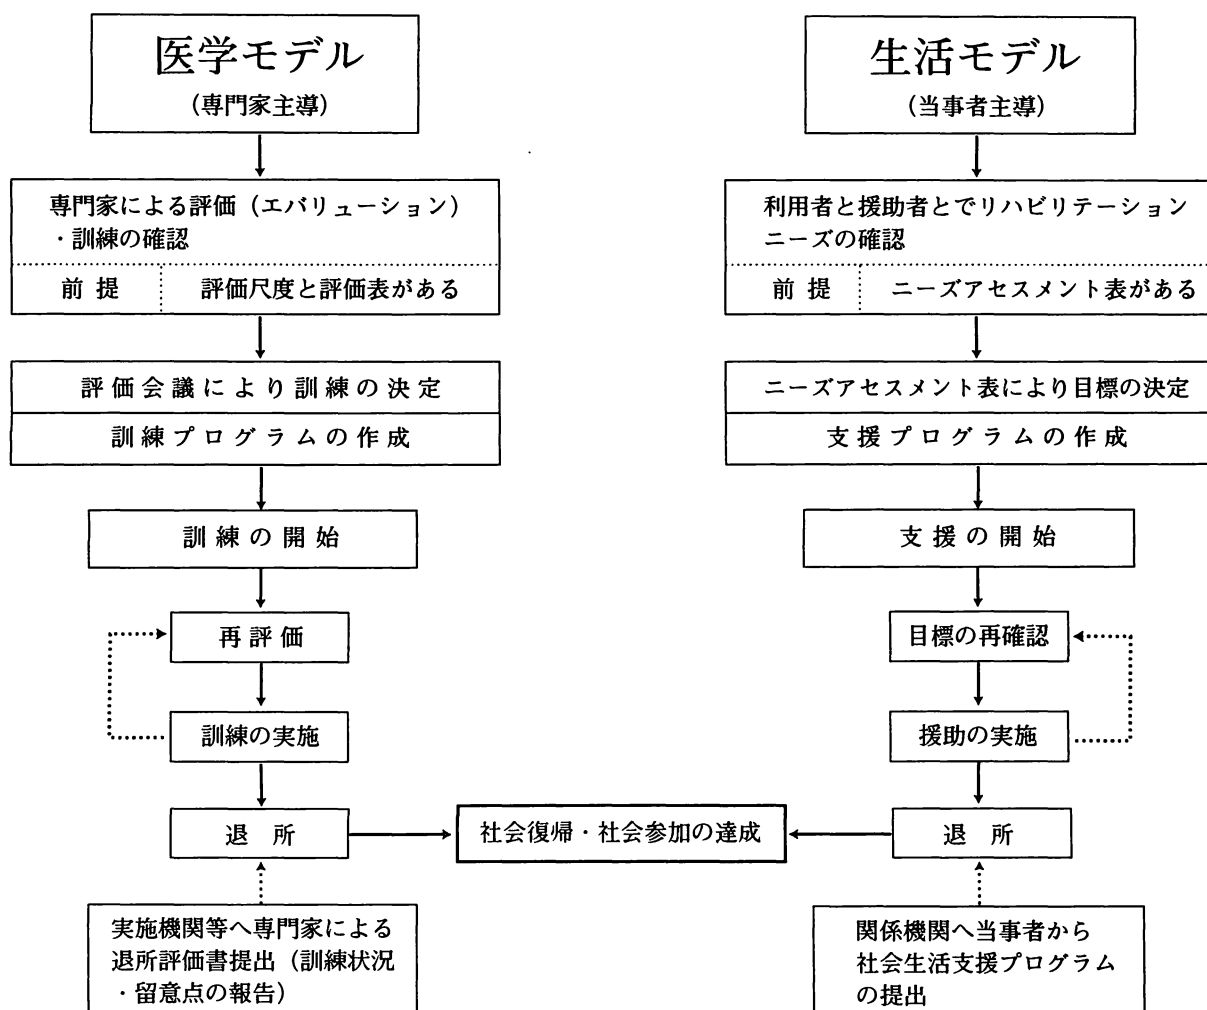 医学モデル
(専門家主導)
専門家による評価（エバリューション）
・訓練の確認
前提
評価尺度と評価表がある
評価会議により訓練の決定
訓練プログラムの作成
訓練の開始
再評価
訓練の実施
退所
実施機関等へ専門家による
退所評価書提出（訓練状況
・留意点の報告）
社会復帰・社会参加の達成
生活モデル
(当事者主導)
利用者と援助者とでリハビリテーション
ニーズの確認
前提
ニーズアセスメント表がある
ニーズアセスメント表により目標の決定
支援プログラムの作成
支援の開始
目標の再確認
援助の実施
退所
関係機関へ当事者から
社会生活支援プログラム
の提出